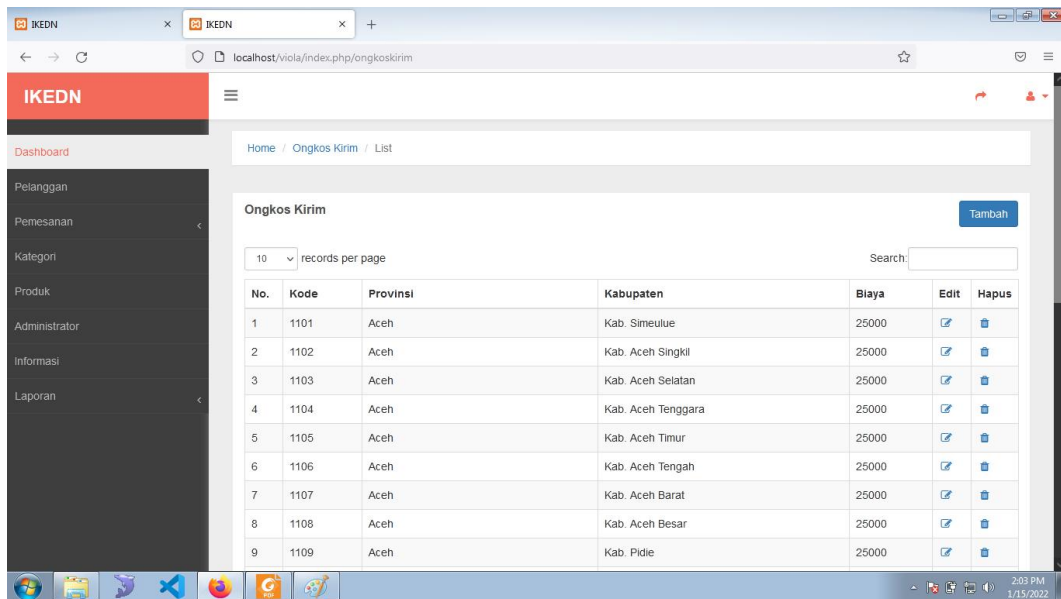 IKEDN
IKEDN
localhost/viola/index.php/ongkoskirim
IKEDN
Dashboard
Pelanggan
Pemesanan
Kategori
Produk
Administrator
Informasi
Laporan
Home / Ongkos Kirim / List
Ongkos Kirim
Tambah
10 records per page
Search:
No. Kode Provinsi Kabupaten Biaya Edit Hapus
1 1101 Aceh Kab. Simeulue 25000
2 1102 Aceh Kab. Aceh Singkil 25000
3 1103 Aceh Kab. Aceh Selatan 25000
4 1104 Aceh Kab. Aceh Tenggara 25000
5 1105 Aceh Kab. Aceh Timur 25000
6 1106 Aceh Kab. Aceh Tengah 25000
7 1107 Aceh Kab. Aceh Barat 25000
8 1108 Aceh Kab. Aceh Besar 25000
9 1109 Aceh Kab. Pidie 25000
G
PDF
2:03 PM
1/15/2022